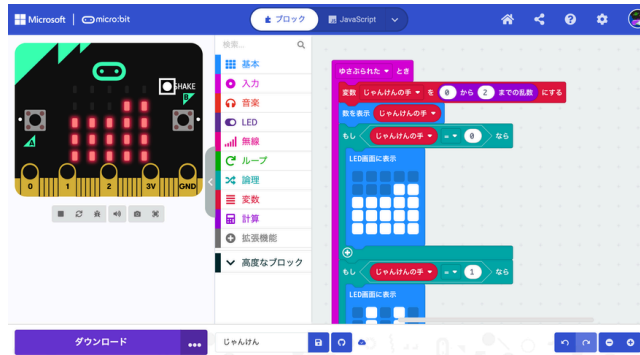 Microsoft micro:bit ブロック JavaScript
検索...
基本
入力
音楽
LED
無線
ループ
論理
変数
計算
拡張機能
高度なブロック
SHAKE
A
B
0 1 2 3V GND
ゆさぶられた とき
変数 じゃんけんの手 を 0 から 2 までの乱数 にする
数を表示 じゃんけんの手
もし じゃんけんの手 = 0 なら
LED画面に表示
もし じゃんけんの手 = 1 なら
LED画面に表示
ダウンロード
じゃんけん